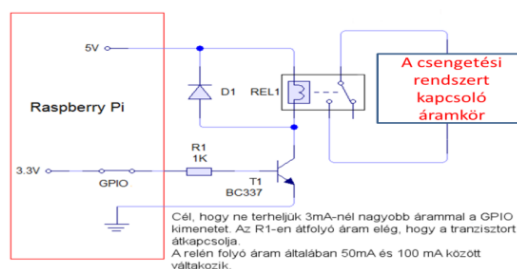 5V
D1
REL1
A csengetési
rendszert
kapcsoló
áramkör
Raspberry Pi
R1
1K
3.3V
GPIO
T1
BC337
Cél, hogy ne terheljük 3mA-nél nagyobb árammal a GPIO
kimenetet. Az R1-en átfolyó áram elég, hogy a tranzisztort
átkapcsolja.
A relén folyó áram általában 50mA és 100 mA között
váltakozik.